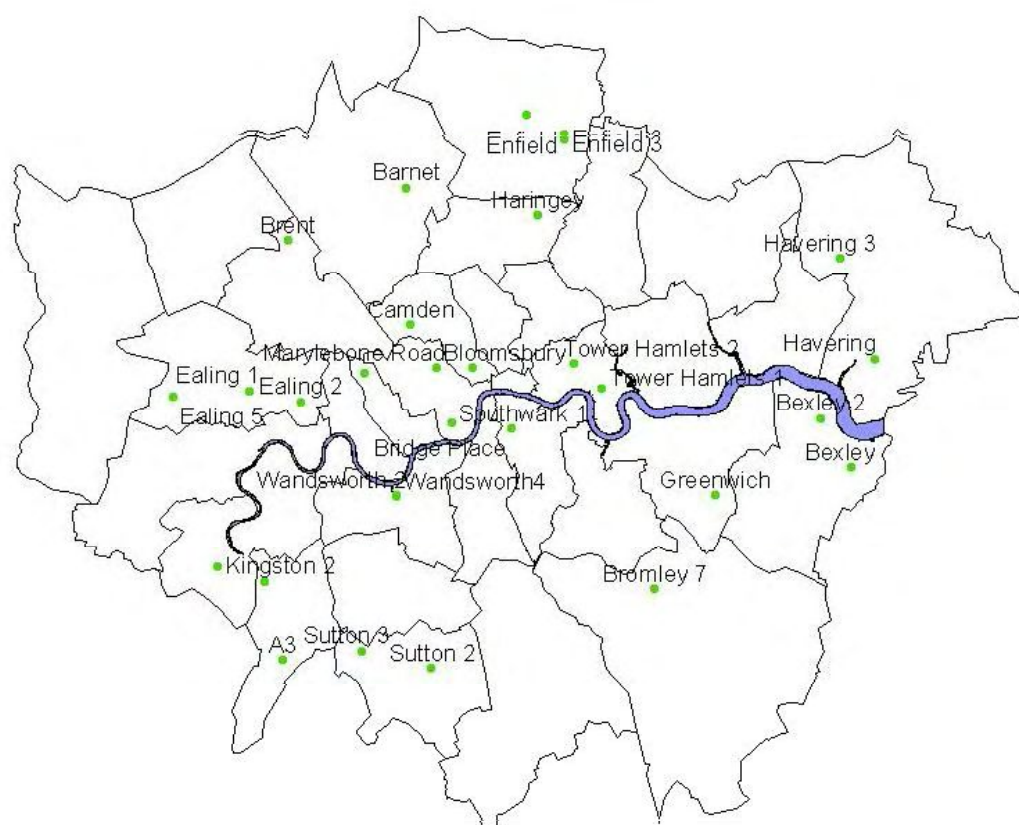 Enfield
Enfield 3
Barnet
Haringey
Brent
Havering 3
Camden
Marylebone Road
Bloomsbury
Tower Hamlets 2
Havering
Ealing 1
Ealing 2
Tower Hamlets 1
Ealing 5
Southwark 1
Bexley 2
Bridge Place
Bexley
Wandsworth 2
Wandsworth4
Greenwich
Kingston 2
Bromley 7
A3
Sutton 3
Sutton 2